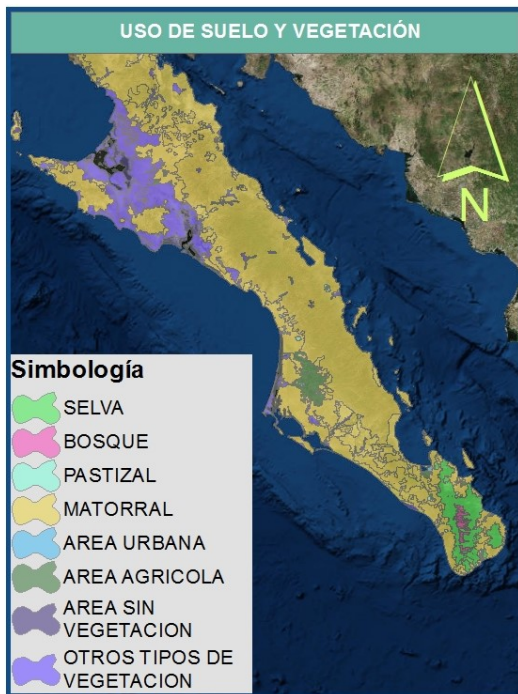 USO DE SUELO Y VEGETACIÓN
N
Simbología
SELVA
BOSQUE
PASTIZAL
MATORRAL
AREA URBANA
AREA AGRICOLA
AREA SIN
VEGETACION
OTROS TIPOS DE
VEGETACION